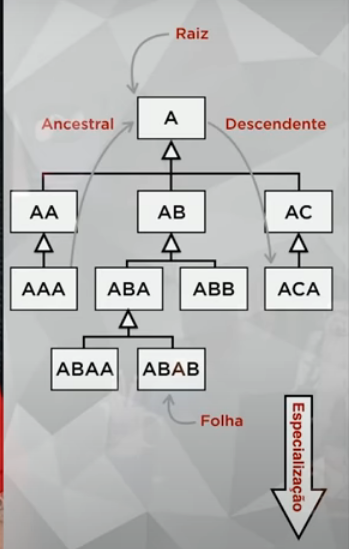 Raiz
A
Ancestral
Descendente
AA
AB
AC
AAA
ABA
ABB
ACA
ABAA
ABAB
Folha
Especialização